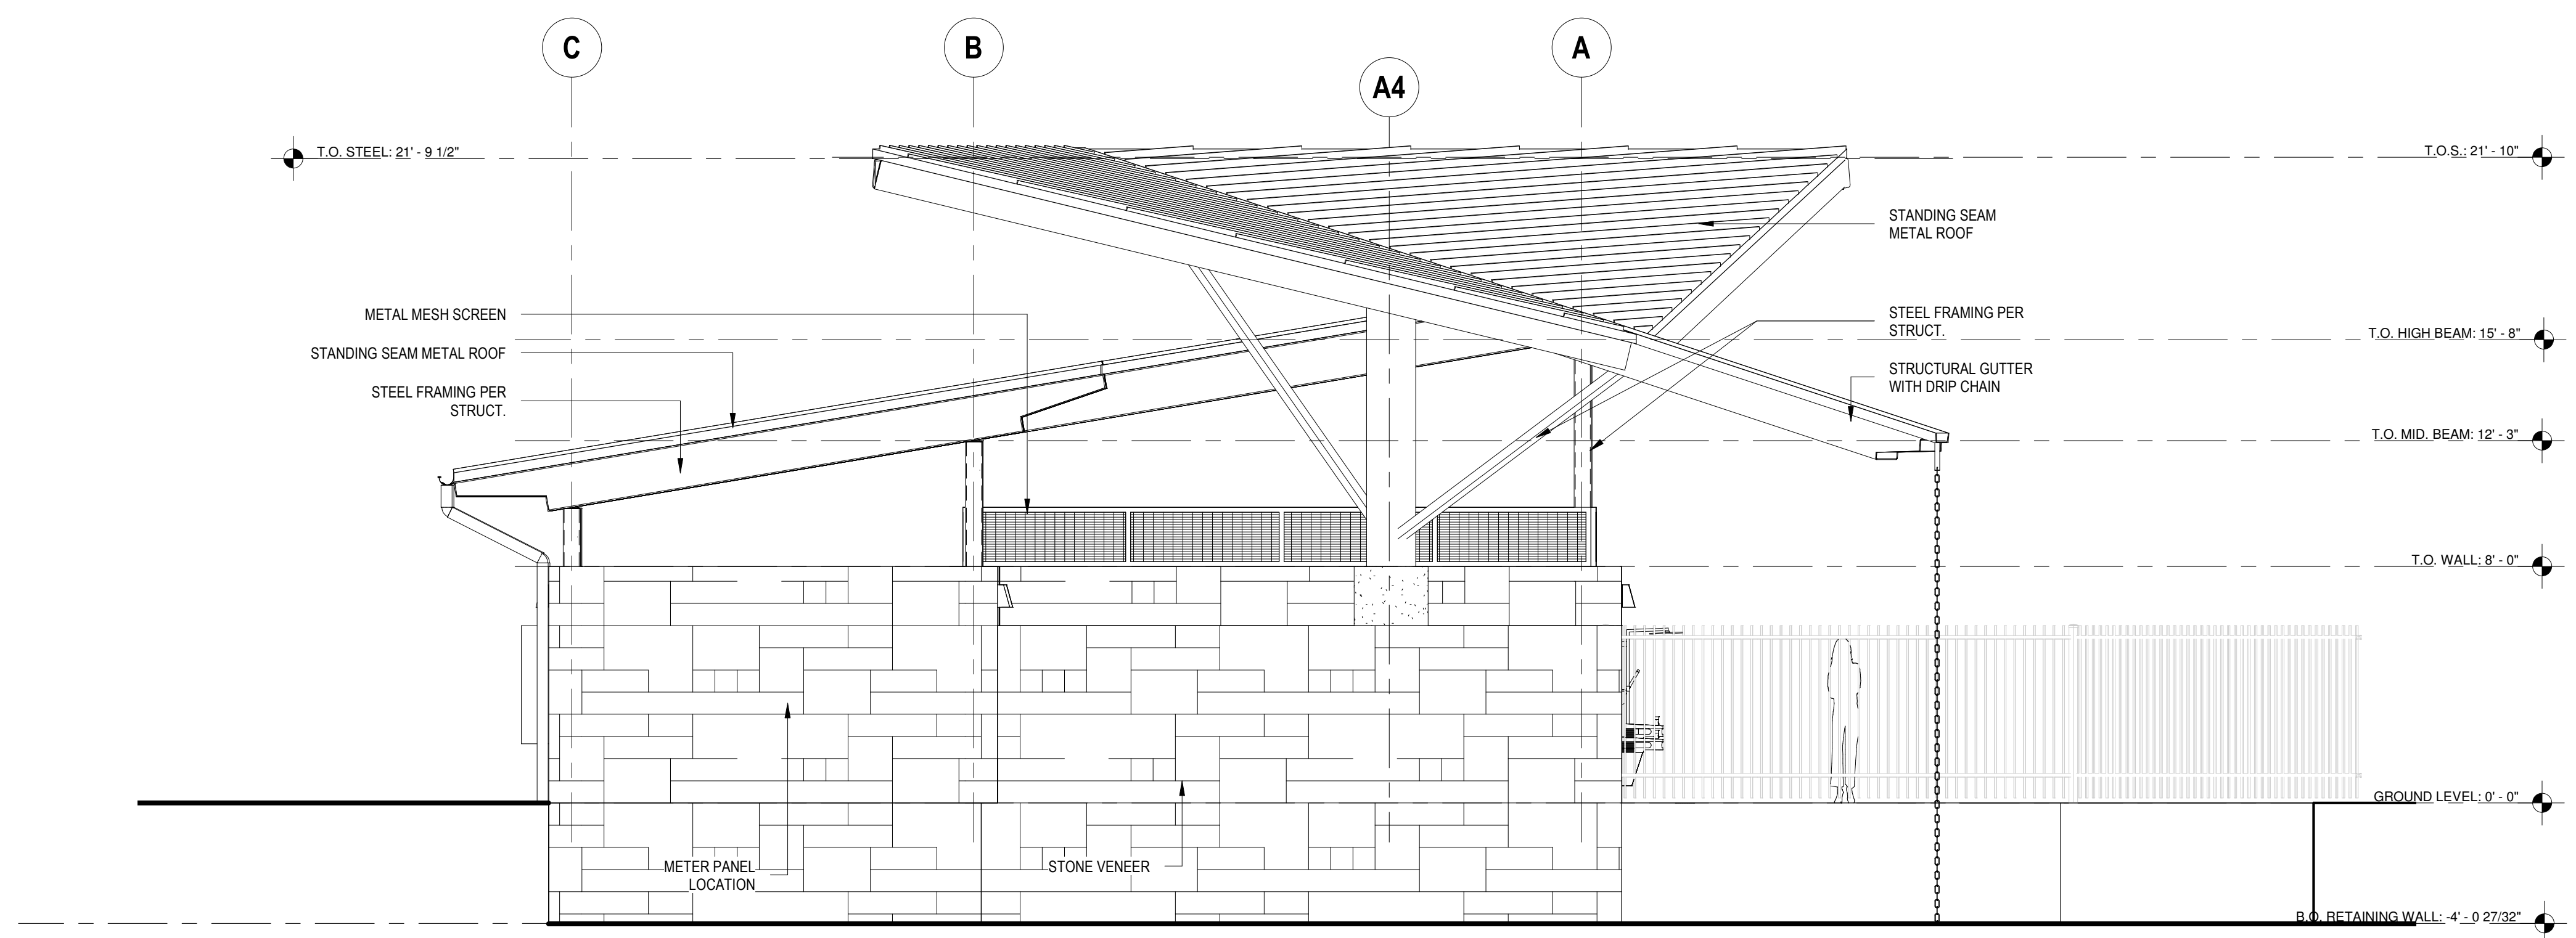 C
B
A4
A
T.O. STEEL: 21' - 9 1/2"
T.O.S.: 21' - 10"
STANDING SEAM
METAL ROOF
METAL MESH SCREEN
STEEL FRAMING PER
STRUCT.
T.O. HIGH BEAM: 15' - 8"
STANDING SEAM METAL ROOF
STRUCTURAL GUTTER
WITH DRIP CHAIN
STEEL FRAMING PER
STRUCT.
T.O. MID. BEAM: 12' - 3"
T.O. WALL: 8' - 0"
GROUND LEVEL: 0' - 0"
METER PANEL
LOCATION
STONE VENEER
B.O. RETAINING WALL: -4' - 0 27/32"